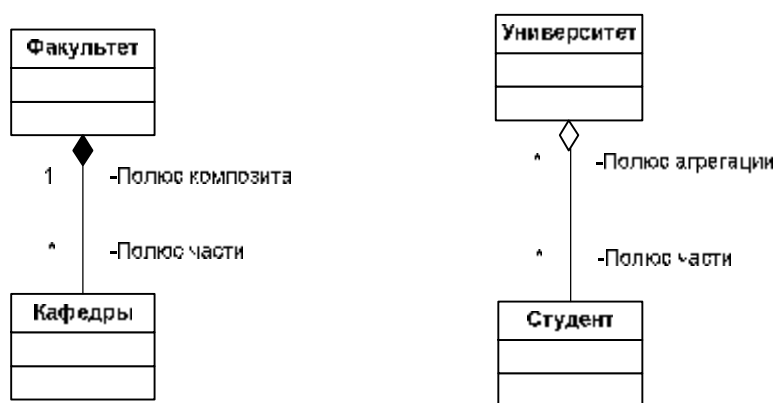 Факультет
1 -Полюс композита
* -Полюс части
Кафедры
Университет
* -Полюс агрегации
* -Полюс части
Студент